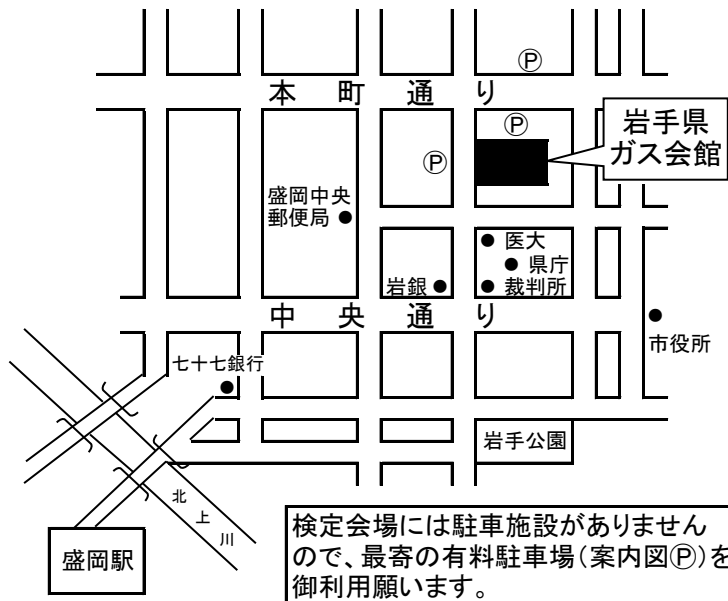 Ⓟ
本町通り
Ⓟ
岩手県
ガス会館
Ⓟ
盛岡中央
郵便局
医大
県庁
岩銀
裁判所
中央通り
市役所
七十七銀行
岩手公園
北上川
盛岡駅
検定会場には駐車施設がありません
ので、最寄の有料駐車場(案内図Ⓟ)を
御利用願います。